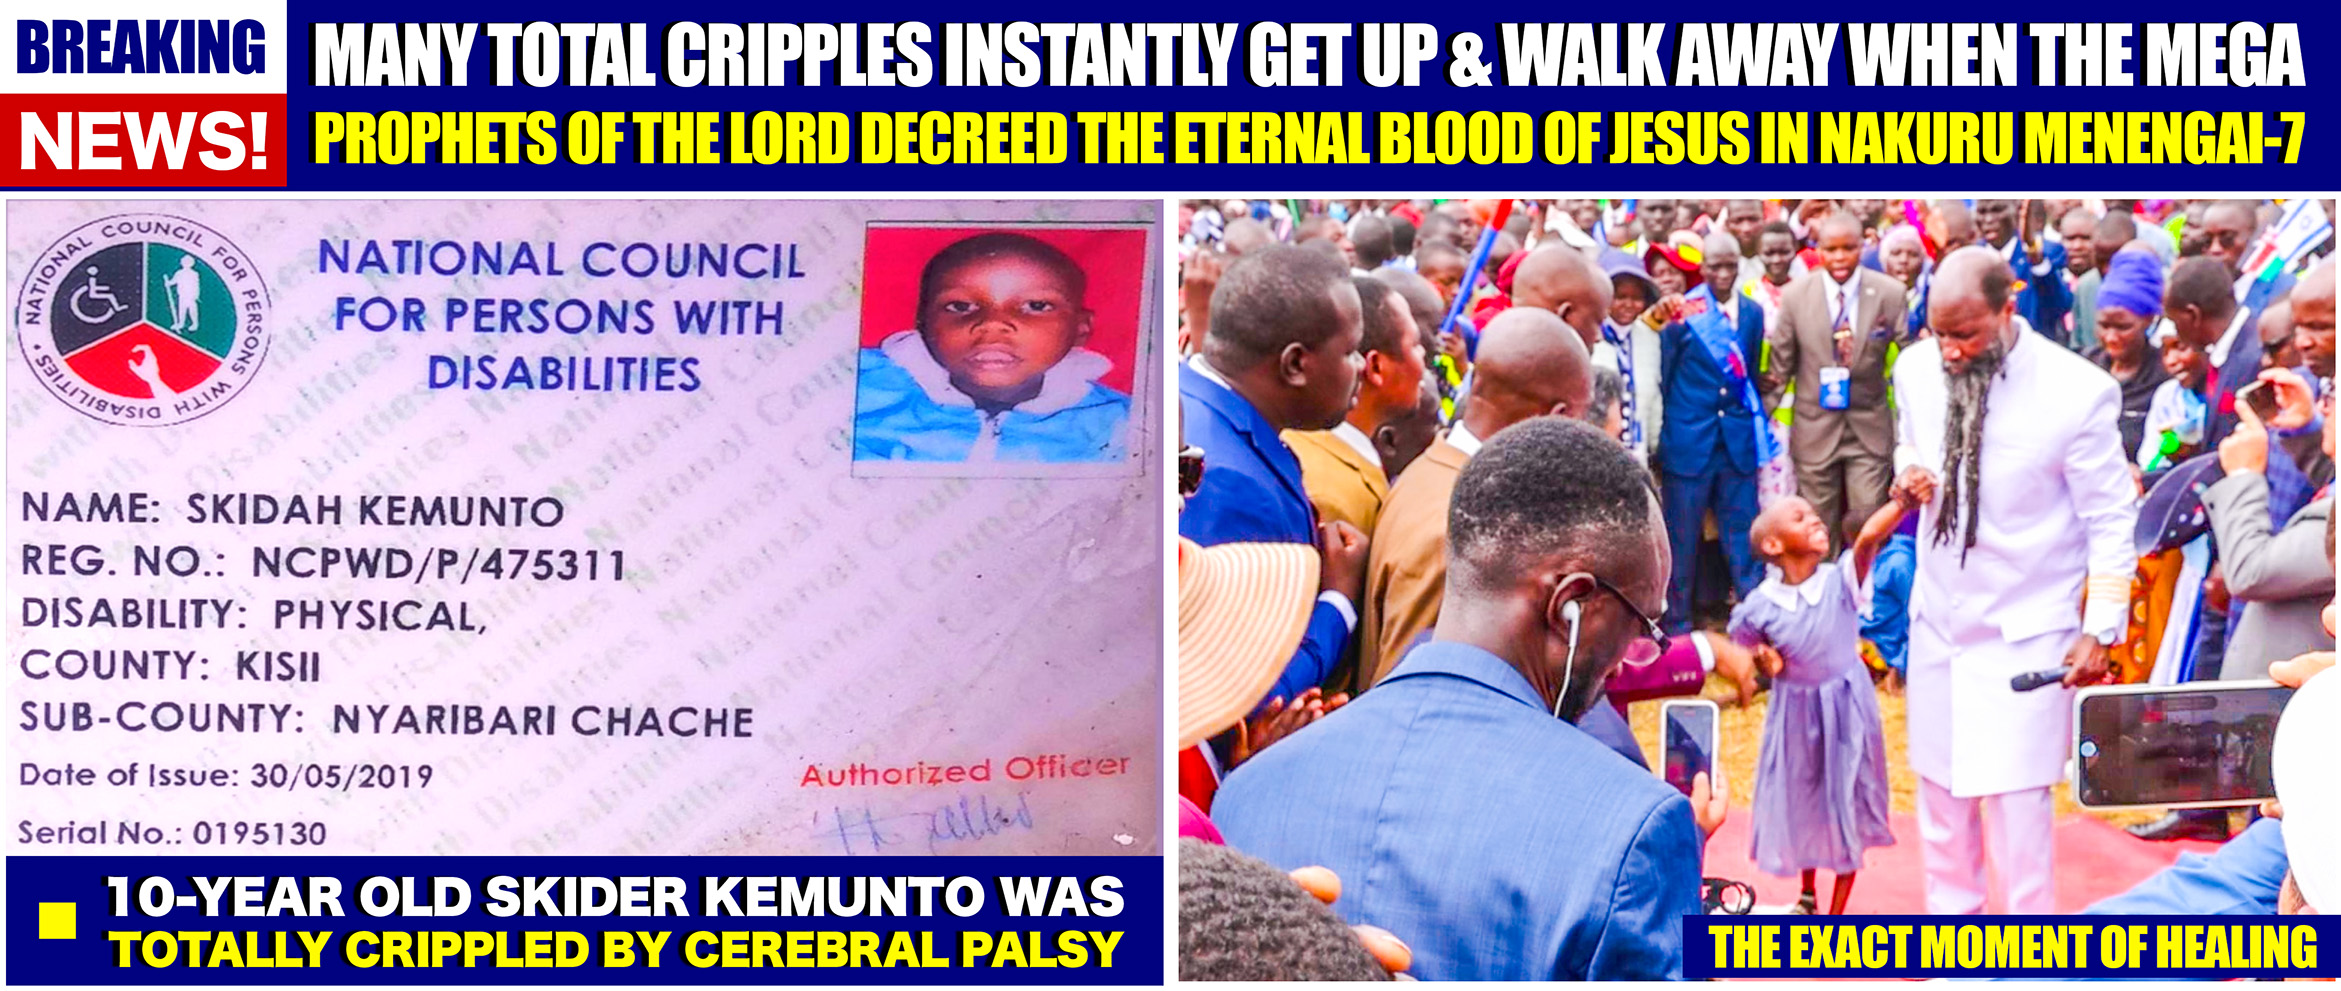 BREAKING
NEWS!
MANY TOTAL CRIPPLES INSTANTLY GET UP & WALK AWAY WHEN THE MEGA
PROPHETS OF THE LORD DECREED THE ETERNAL BLOOD OF JESUS IN NAKURU MENENGAI-7
NATIONAL COUNCIL FOR PERSONS WITH DISABILITIES •
NATIONAL COUNCIL
FOR PERSONS WITH
DISABILITIES
NAME: SKIDAH KEMUNTO
REG. NO.: NCPWD/P/475311
DISABILITY: PHYSICAL,
COUNTY: KISII
SUB-COUNTY: NYARIBARI CHACHE
Date of Issue: 30/05/2019
Authorized Officer
Serial No.: 0195130
10-YEAR OLD SKIDER KEMUNTO WAS
TOTALLY CRIPPLED BY CEREBRAL PALSY
THE EXACT MOMENT OF HEALING